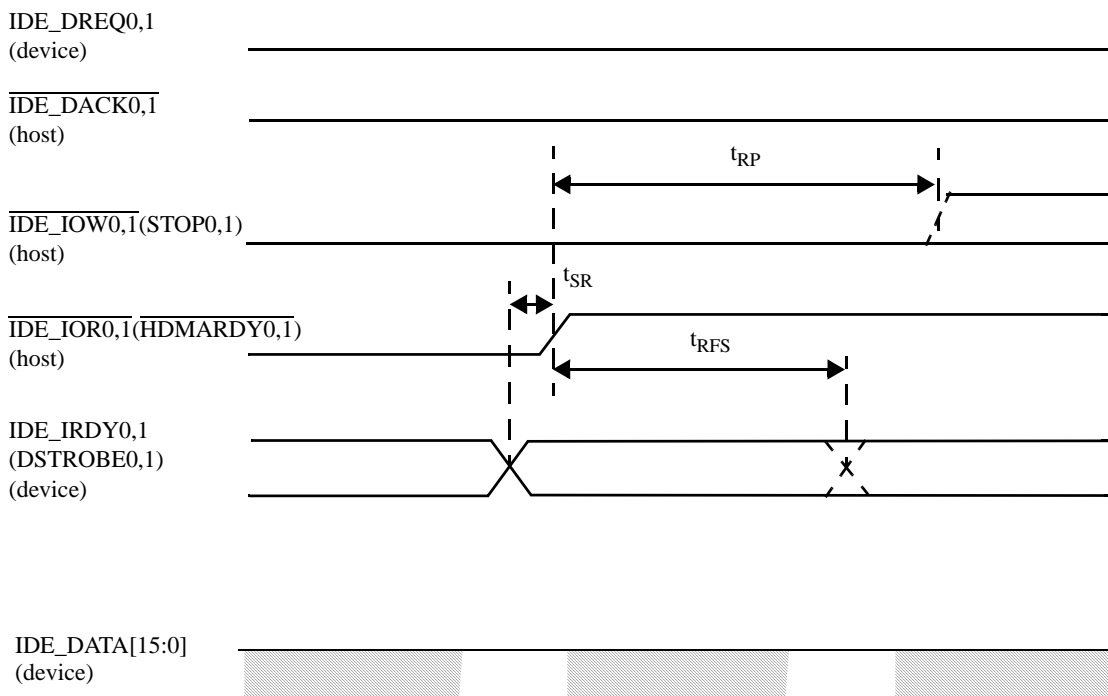 IDE_DREQ0,1
(device)
IDE_DACK0,1
(host)
tRP
IDE_IOW0,1(STOP0,1)
(host)
tSR
IDE_IOR0,1(HDMARDY0,1)
(host)
tRFS
IDE_IRDY0,1
(DSTROBE0,1)
(device)
IDE_DATA[15:0]
(device)